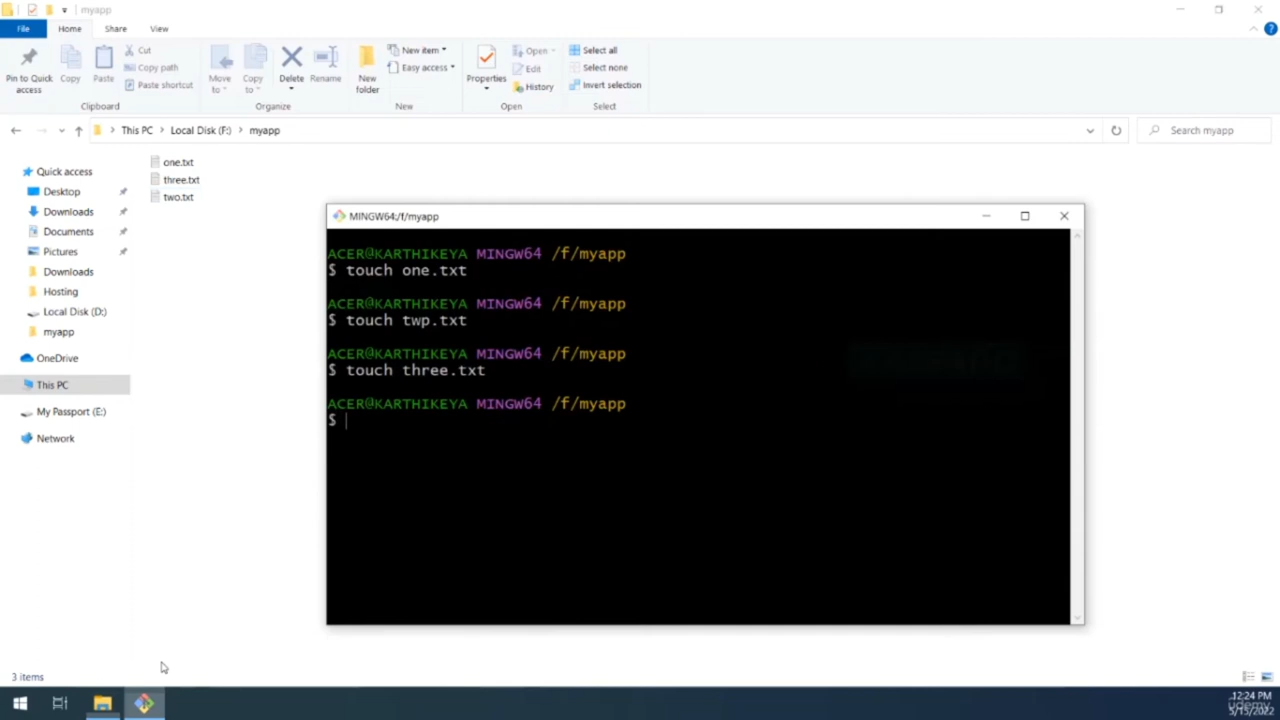 myapp
File Home Share View
Pin to Quick access
Copy
Paste
Cut
Copy path
Paste shortcut
Clipboard
Move to
Copy to
Delete
Rename
Organize
New folder
New item
Easy access
New
Properties
Open
Edit
History
Open
Select all
Select none
Invert selection
Select
This PC Local Disk (F:) myapp
Search myapp
Quick access
Desktop
Downloads
Documents
Pictures
Downloads
Hosting
Local Disk (D:)
myapp
OneDrive
This PC
My Passport (E:)
Network
one.txt
three.txt
two.txt
MINGW64:/f/myapp
ACER@KARTHIKEYA MINGW64 /f/myapp
$ touch one.txt
ACER@KARTHIKEYA MINGW64 /f/myapp
$ touch twp.txt
ACER@KARTHIKEYA MINGW64 /f/myapp
$ touch three.txt
ACER@KARTHIKEYA MINGW64 /f/myapp
$
3 items
12:24 PM
5/15/2022
udemy